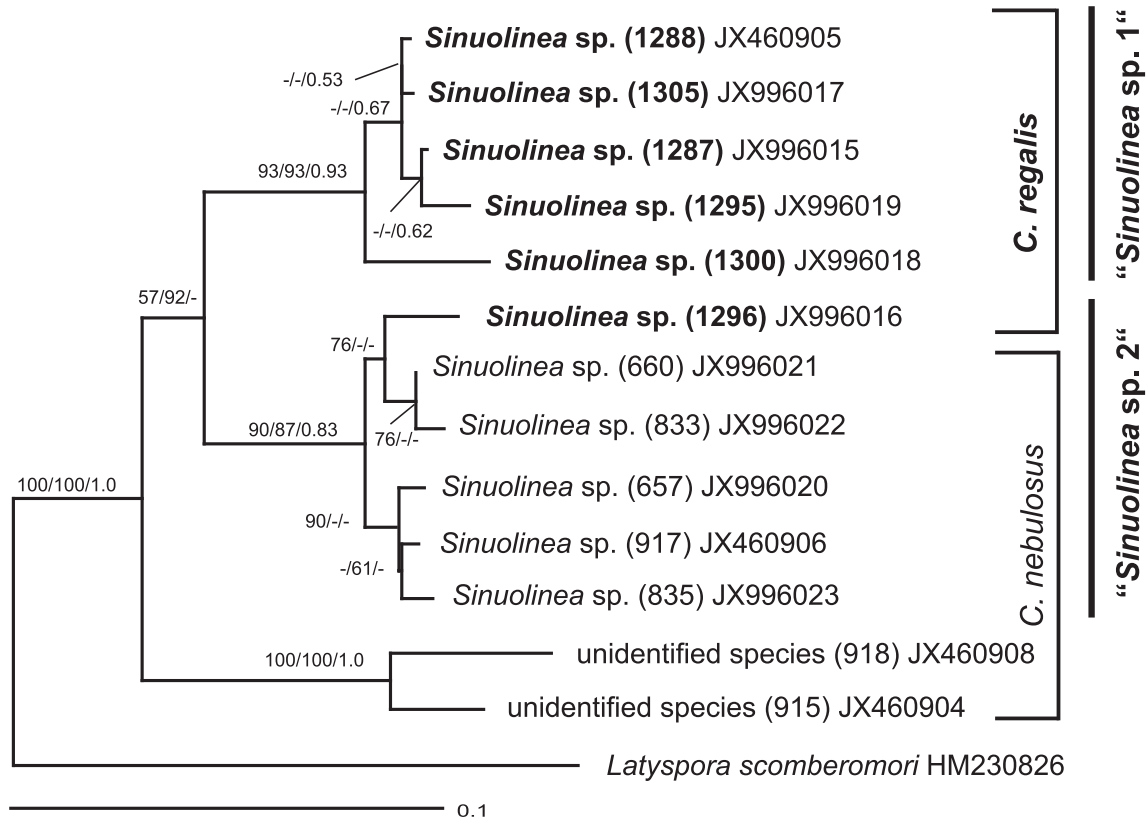 Sinuolinea sp. (1288) JX460905
-/-/0.53
Sinuolinea sp. (1305) JX996017
-/-/0.67
Sinuolinea sp. (1287) JX996015
93/93/0.93
Sinuolinea sp. (1295) JX996019
-/-/0.62
Sinuolinea sp. (1300) JX996018
57/92/-
Sinuolinea sp. (1296) JX996016
76/-/-
Sinuolinea sp. (660) JX996021
Sinuolinea sp. (833) JX996022
90/87/0.83
76/-/-
Sinuolinea sp. (657) JX996020
100/100/1.0
90/-/-
Sinuolinea sp. (917) JX460906
-/61/-
Sinuolinea sp. (835) JX996023
100/100/1.0
unidentified species (918) JX460908
unidentified species (915) JX460904
Latyspora scomberomori HM230826
0.1
C. regalis
C. nebulosus
“Sinuolinea sp. 1“
“Sinuolinea sp. 2“